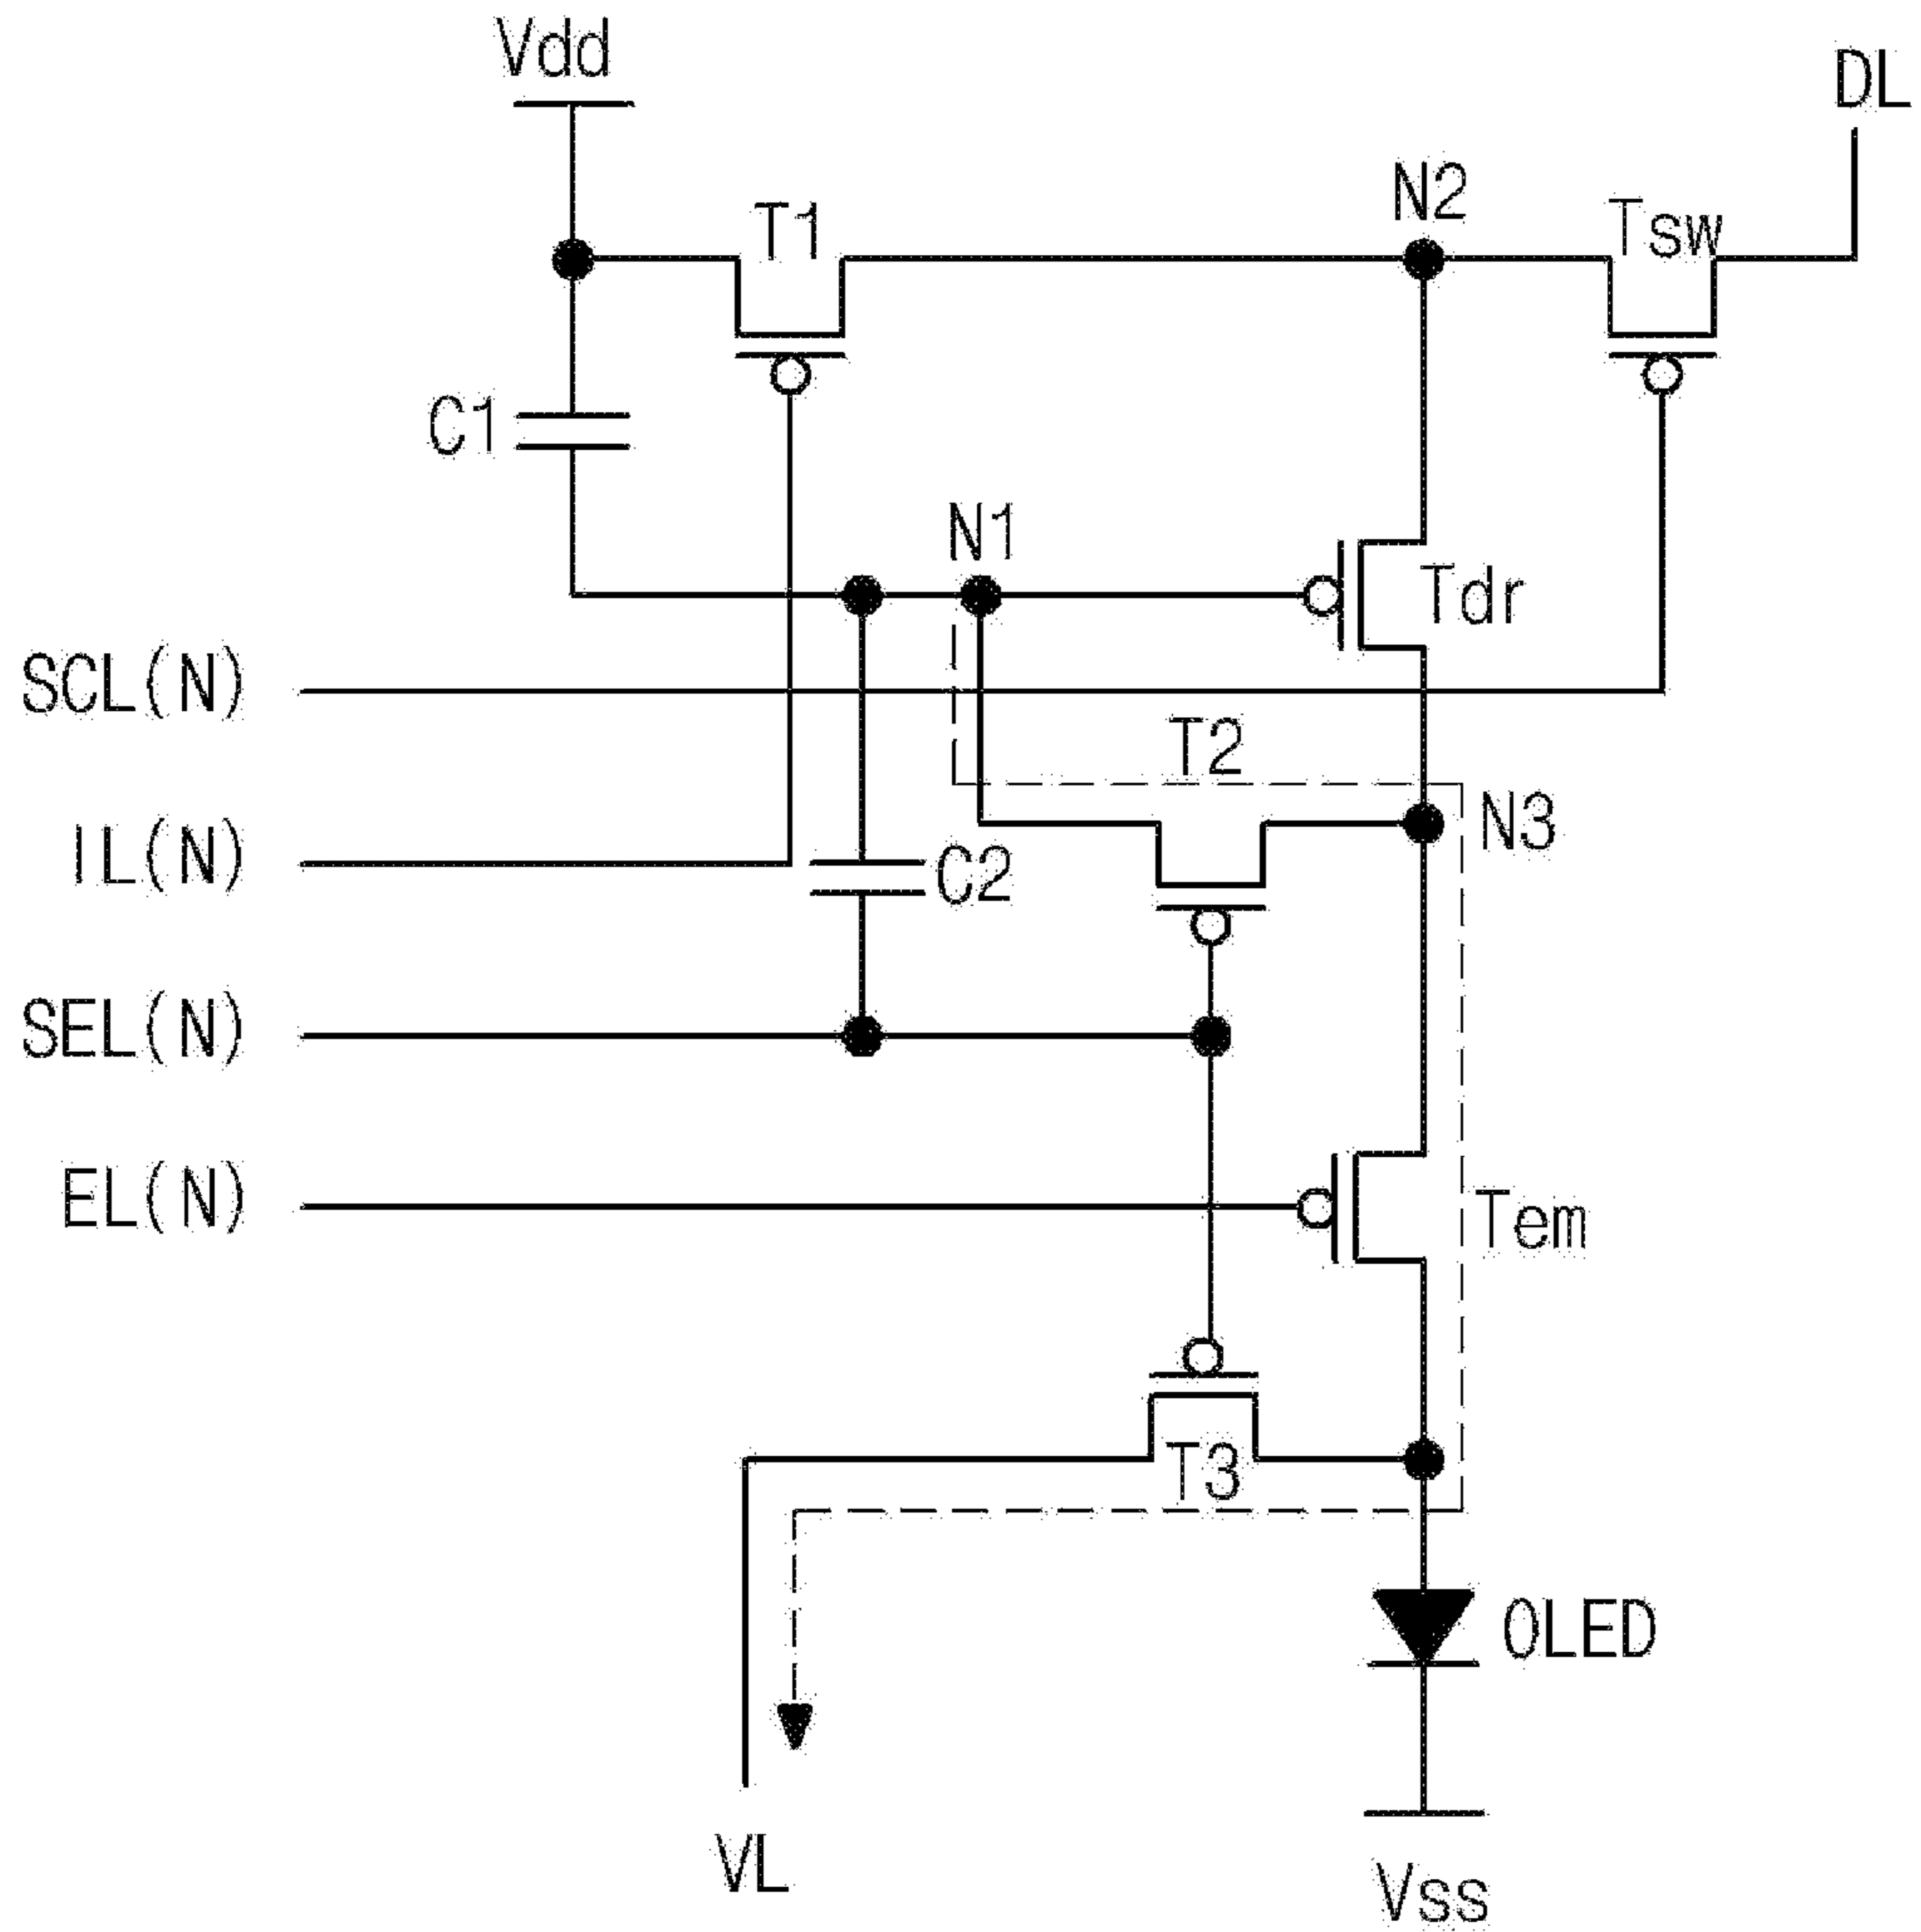 Vdd
DL
N2
T1
Tsw
C1
N1
Tdr
SCL(N)
T2
N3
IL(N)
C2
SEL(N)
EL(N)
Tem
T3
OLED
VL
Vss